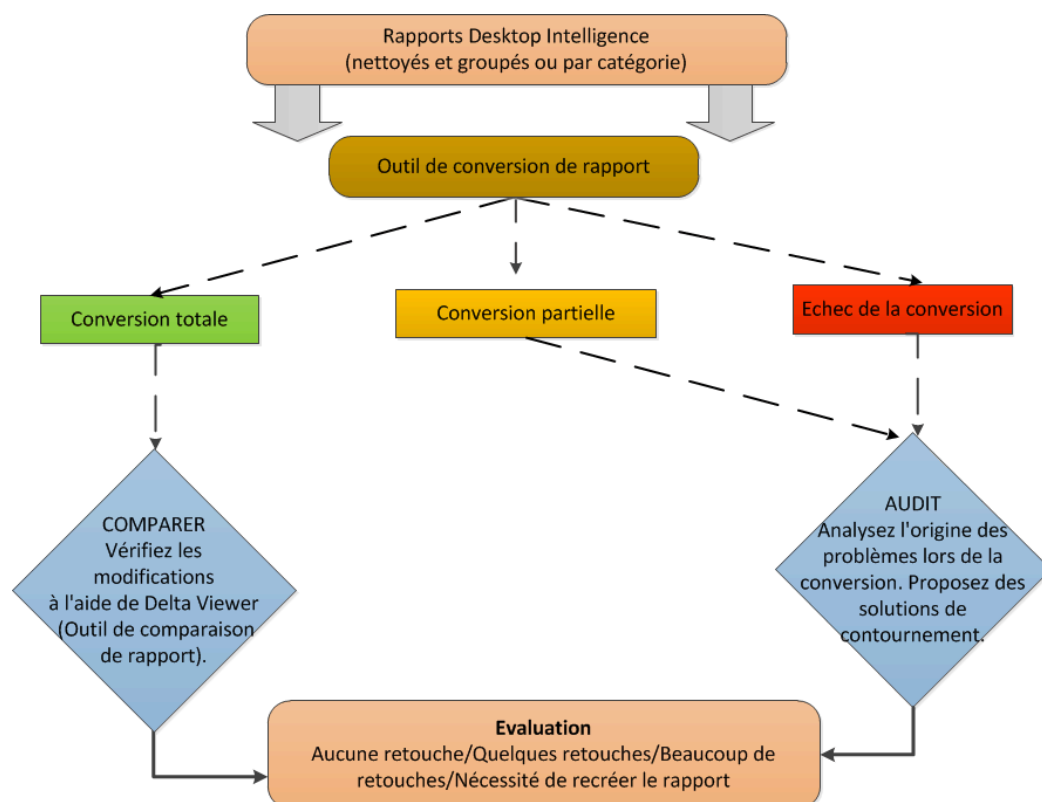 Rapports Desktop Intelligence
(nettoyés et groupés ou par catégorie)
Outil de conversion de rapport
Conversion totale
Conversion partielle
Echec de la conversion
COMPARER
Vérifiez les
modifications
à l'aide de Delta Viewer
(Outil de comparaison
de rapport).
AUDIT
Analysez l'origine des
problèmes lors de la
conversion. Proposez des
solutions de
contournement.
Evaluation
Aucune retouche/Quelques retouches/Beaucoup de
retouches/Nécessité de recréer le rapport